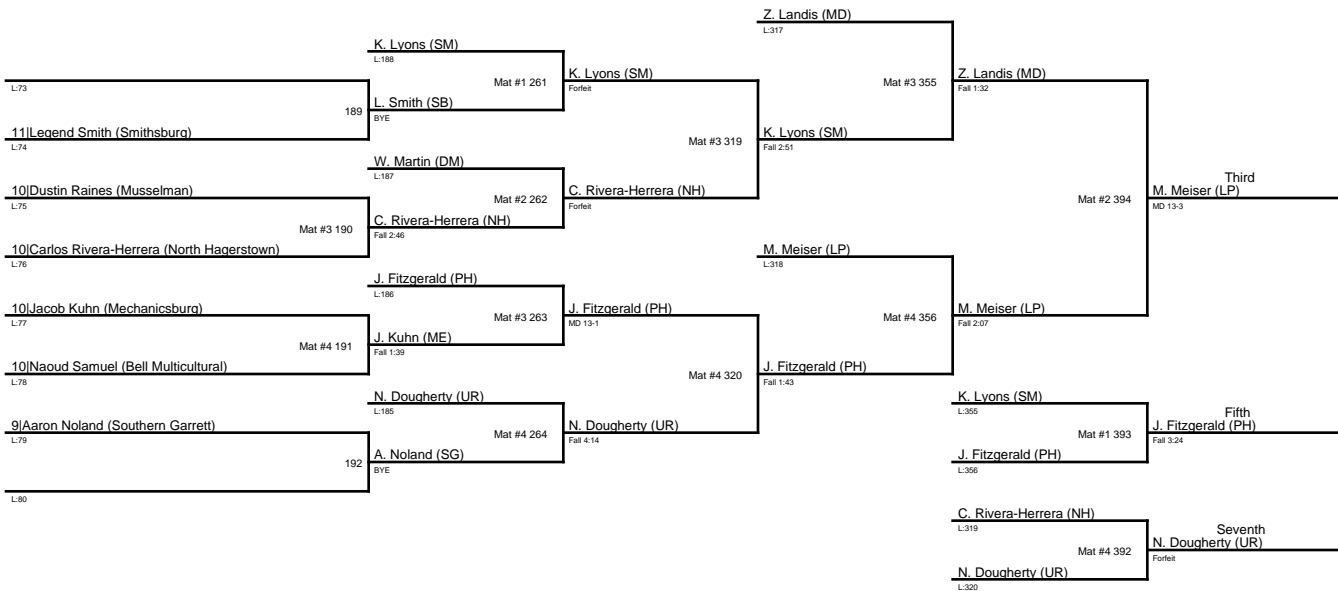 Z. Landis (MD)
L:317
K. Lyons (SM)
L:188
Mat #1 261
K. Lyons (SM)
Forfeit
Mat #3 355
Z. Landis (MD)
Fall 1:32
L:73
189
L. Smith (SB)
BYE
11|Legend Smith (Smithsburg)
L:74
Mat #3 319
K. Lyons (SM)
Fall 2:51
W. Martin (DM)
L:187
10|Dustin Raines (Musselman)
L:75
Mat #2 262
C. Rivera-Herrera (NH)
Forfeit
Mat #2 394
Third
M. Meiser (LP)
MD 13-3
Mat #3 190
C. Rivera-Herrera (NH)
Fall 2:46
10|Carlos Rivera-Herrera (North Hagerstown)
L:76
M. Meiser (LP)
L:318
J. Fitzgerald (PH)
L:186
10|Jacob Kuhn (Mechanicsburg)
L:77
Mat #3 263
J. Fitzgerald (PH)
MD 13-1
Mat #4 356
M. Meiser (LP)
Fall 2:07
Mat #4 191
J. Kuhn (ME)
Fall 1:39
10|Naoud Samuel (Bell Multicultural)
L:78
Mat #4 320
J. Fitzgerald (PH)
Fall 1:43
N. Dougherty (UR)
L:185
K. Lyons (SM)
L:355
9|Aaron Noland (Southern Garrett)
L:79
Mat #4 264
N. Dougherty (UR)
Fall 4:14
Mat #1 393
Fifth
J. Fitzgerald (PH)
Fall 3:24
192
A. Noland (SG)
BYE
J. Fitzgerald (PH)
L:356
L:80
C. Rivera-Herrera (NH)
L:319
Mat #4 392
Seventh
N. Dougherty (UR)
Forfeit
N. Dougherty (UR)
L:320